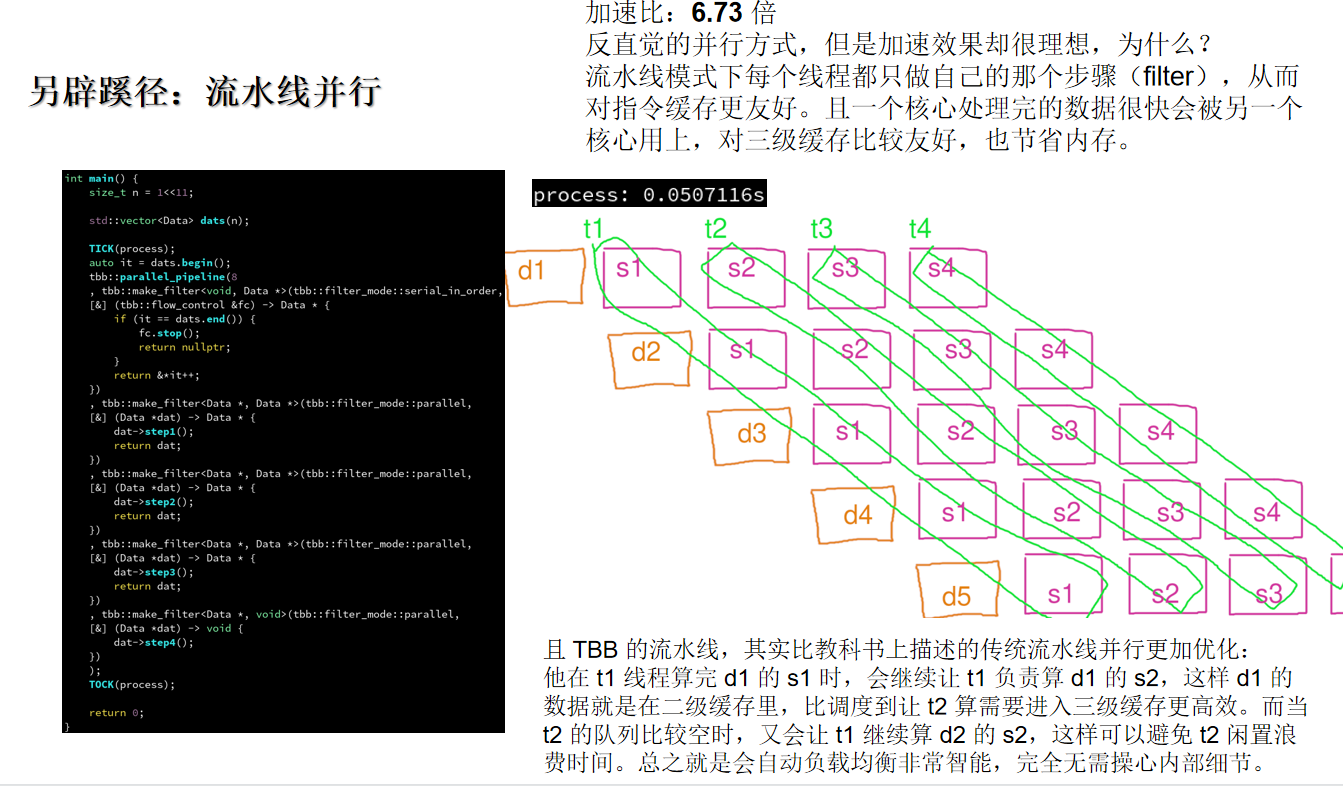 加速比：6.73 倍
反直觉的并行方式，但是加速效果却很理想，为什么？
流水线模式下每个线程都只做自己的那个步骤（filter），从而
对指令缓存更友好。且一个核心处理完的数据很快会被另一个
核心用上，对三级缓存比较友好，也节省内存。
另辟蹊径：流水线并行
int main() {
    size_t n = 1<<11;
    std::vector<Data> dats(n);
    TICK(process);
    auto it = dats.begin();
    tbb::parallel_pipeline(8
    , tbb::make_filter<void, Data *>(tbb::filter_mode::serial_in_order,
    [&] (tbb::flow_control &fc) -> Data * {
        if (it == dats.end()) {
            fc.stop();
            return nullptr;
        }
        return &*it++;
    })
    , tbb::make_filter<Data *, Data *>(tbb::filter_mode::parallel,
    [&] (Data *dat) -> Data * {
        dat->step1();
        return dat;
    })
    , tbb::make_filter<Data *, Data *>(tbb::filter_mode::parallel,
    [&] (Data *dat) -> Data * {
        dat->step2();
        return dat;
    })
    , tbb::make_filter<Data *, Data *>(tbb::filter_mode::parallel,
    [&] (Data *dat) -> Data * {
        dat->step3();
        return dat;
    })
    , tbb::make_filter<Data *, void>(tbb::filter_mode::parallel,
    [&] (Data *dat) -> void {
        dat->step4();
    })
    );
    TOCK(process);
    return 0;
}
process: 0.0507116s
t1 t2 t3 t4
d1 s1 s2 s3 s4
d2 s1 s2 s3 s4
d3 s1 s2 s3 s4
d4 s1 s2 s3 s4
d5 s1 s2 s3
且 TBB 的流水线，其实比教科书上描述的传统流水线并行更加优化：
他在 t1 线程算完 d1 的 s1 时，会继续让 t1 负责算 d1 的 s2，这样 d1 的
数据就是在二级缓存里，比调度到让 t2 算需要进入三级缓存更高效。而当
t2 的队列比较空时，又会让 t1 继续算 d2 的 s2，这样可以避免 t2 闲置浪
费时间。总之就是会自动负载均衡非常智能，完全无需操心内部细节。